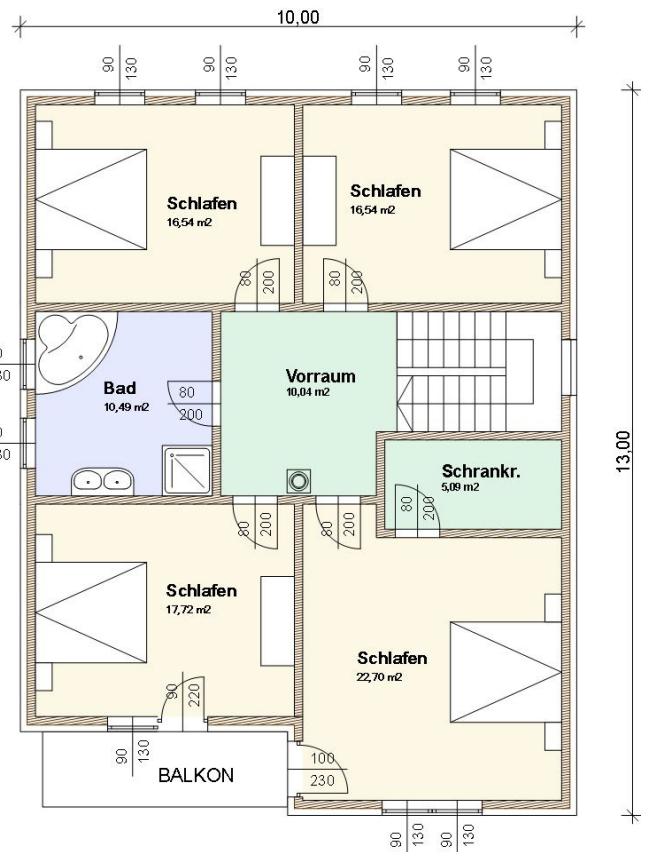 10,00
90
130
90
130
90
130
90
130
Schlafen
16,54 m2
Schlafen
16,54 m2
80
200
80
200
Bad
10,49 m2
80
200
Vorraum
10,04 m2
13,00
Schrankr.
5,09 m2
80
200
80
200
80
200
Schlafen
17,72 m2
Schlafen
22,70 m2
90
220
90
130
BALKON
100
230
90
130
90
130